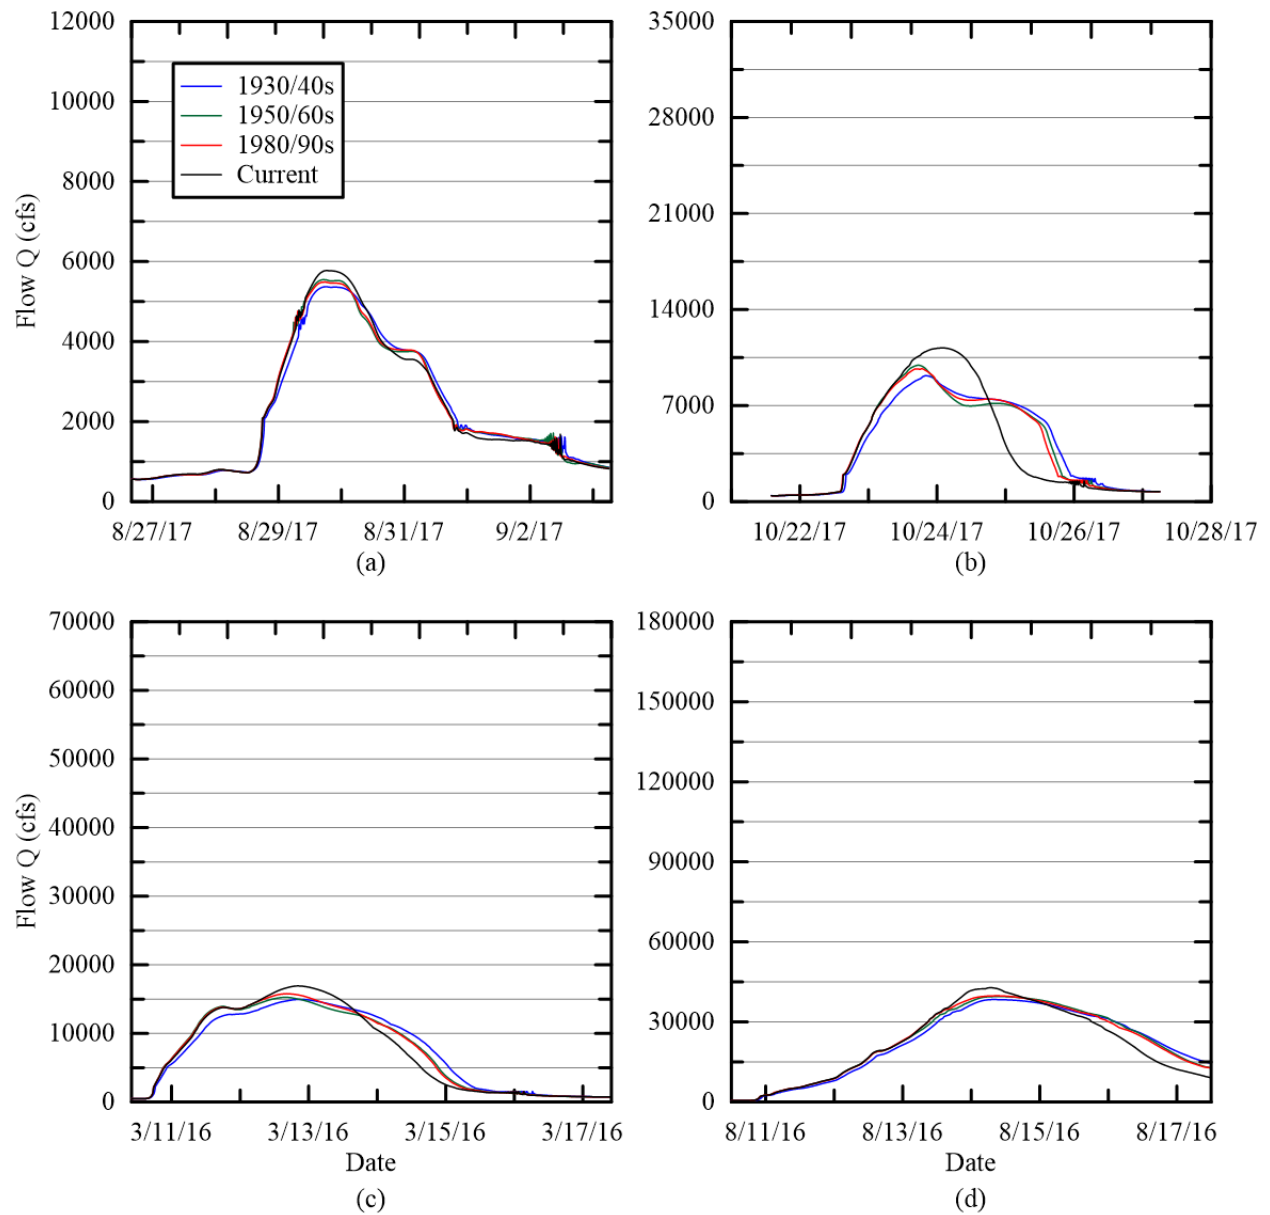 12000
10000
8000
6000
4000
2000
0
Flow Q (cfs)
1930/40s
1950/60s
1980/90s
Current
8/27/17 8/29/17 8/31/17 9/2/17
(a)
35000
28000
21000
14000
7000
0
10/22/17 10/24/17 10/26/17 10/28/17
(b)
70000
60000
50000
40000
30000
20000
10000
0
Flow Q (cfs)
3/11/16 3/13/16 3/15/16 3/17/16
Date
(c)
180000
150000
120000
90000
60000
30000
0
8/11/16 8/13/16 8/15/16 8/17/16
Date
(d)